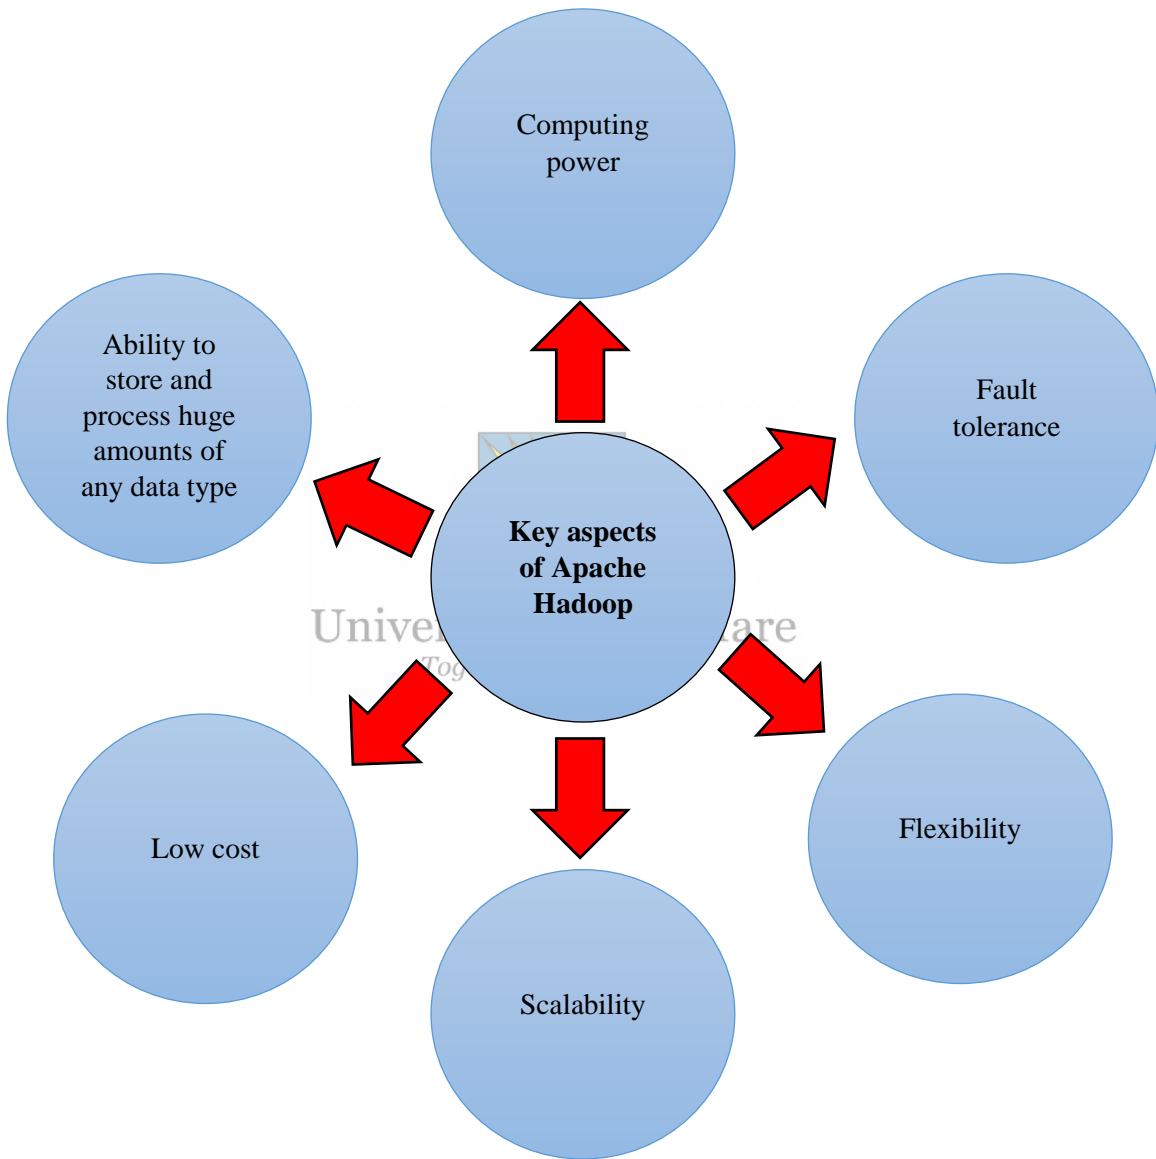 Computing
power
Ability to
store and
process huge
amounts of
any data type
Fault
tolerance
Key aspects
of Apache
Hadoop
Low cost
Flexibility
Scalability